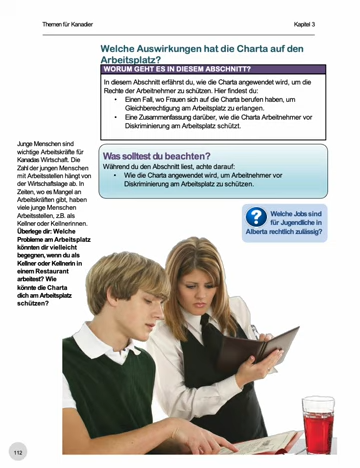 Themen für Kanadier
Kapitel 3
Welche Auswirkungen hat die Charta auf den
Arbeitsplatz?
WORUM GEHT ES IN DIESEM ABSCHNITT?
In diesem Abschnitt erfährst du, wie die Charta angewendet wird, um die
Rechte der Arbeitnehmer zu schützen. Hier findest du:
• Einen Fall, wo Frauen sich auf die Charta berufen haben, um
Gleichberechtigung am Arbeitsplatz zu erlangen.
• Eine Zusammenfassung darüber, wie die Charta Arbeitnehmer vor
Diskriminierung am Arbeitsplatz schützt.
Was solltest du beachten?
Während du den Abschnitt liest, achte darauf:
• Wie die Charta angewendet wird, um Arbeitnehmer vor
Diskriminierung am Arbeitsplatz zu schützen.
Junge Menschen sind
wichtige Arbeitskräfte für
Kanadas Wirtschaft. Die
Zahl der jungen Menschen
mit Arbeitsstellen hängt von
der Wirtschaftslage ab. In
Zeiten, wo es Mangel an
Arbeitskräften gibt, haben
viele junge Menschen
Arbeitsstellen, z.B. als
Kellner oder Kellnerinnen.
Überlege dir: Welche
Probleme am Arbeitsplatz
könnten dir vielleicht
begegnen, wenn du als
Kellner oder Kellnerin in
einem Restaurant
arbeitest? Wie
könnte die Charta
dich am Arbeitsplatz
schützen?
?
Welche Jobs sind
für Jugendliche in
Alberta rechtlich zulässig?
112